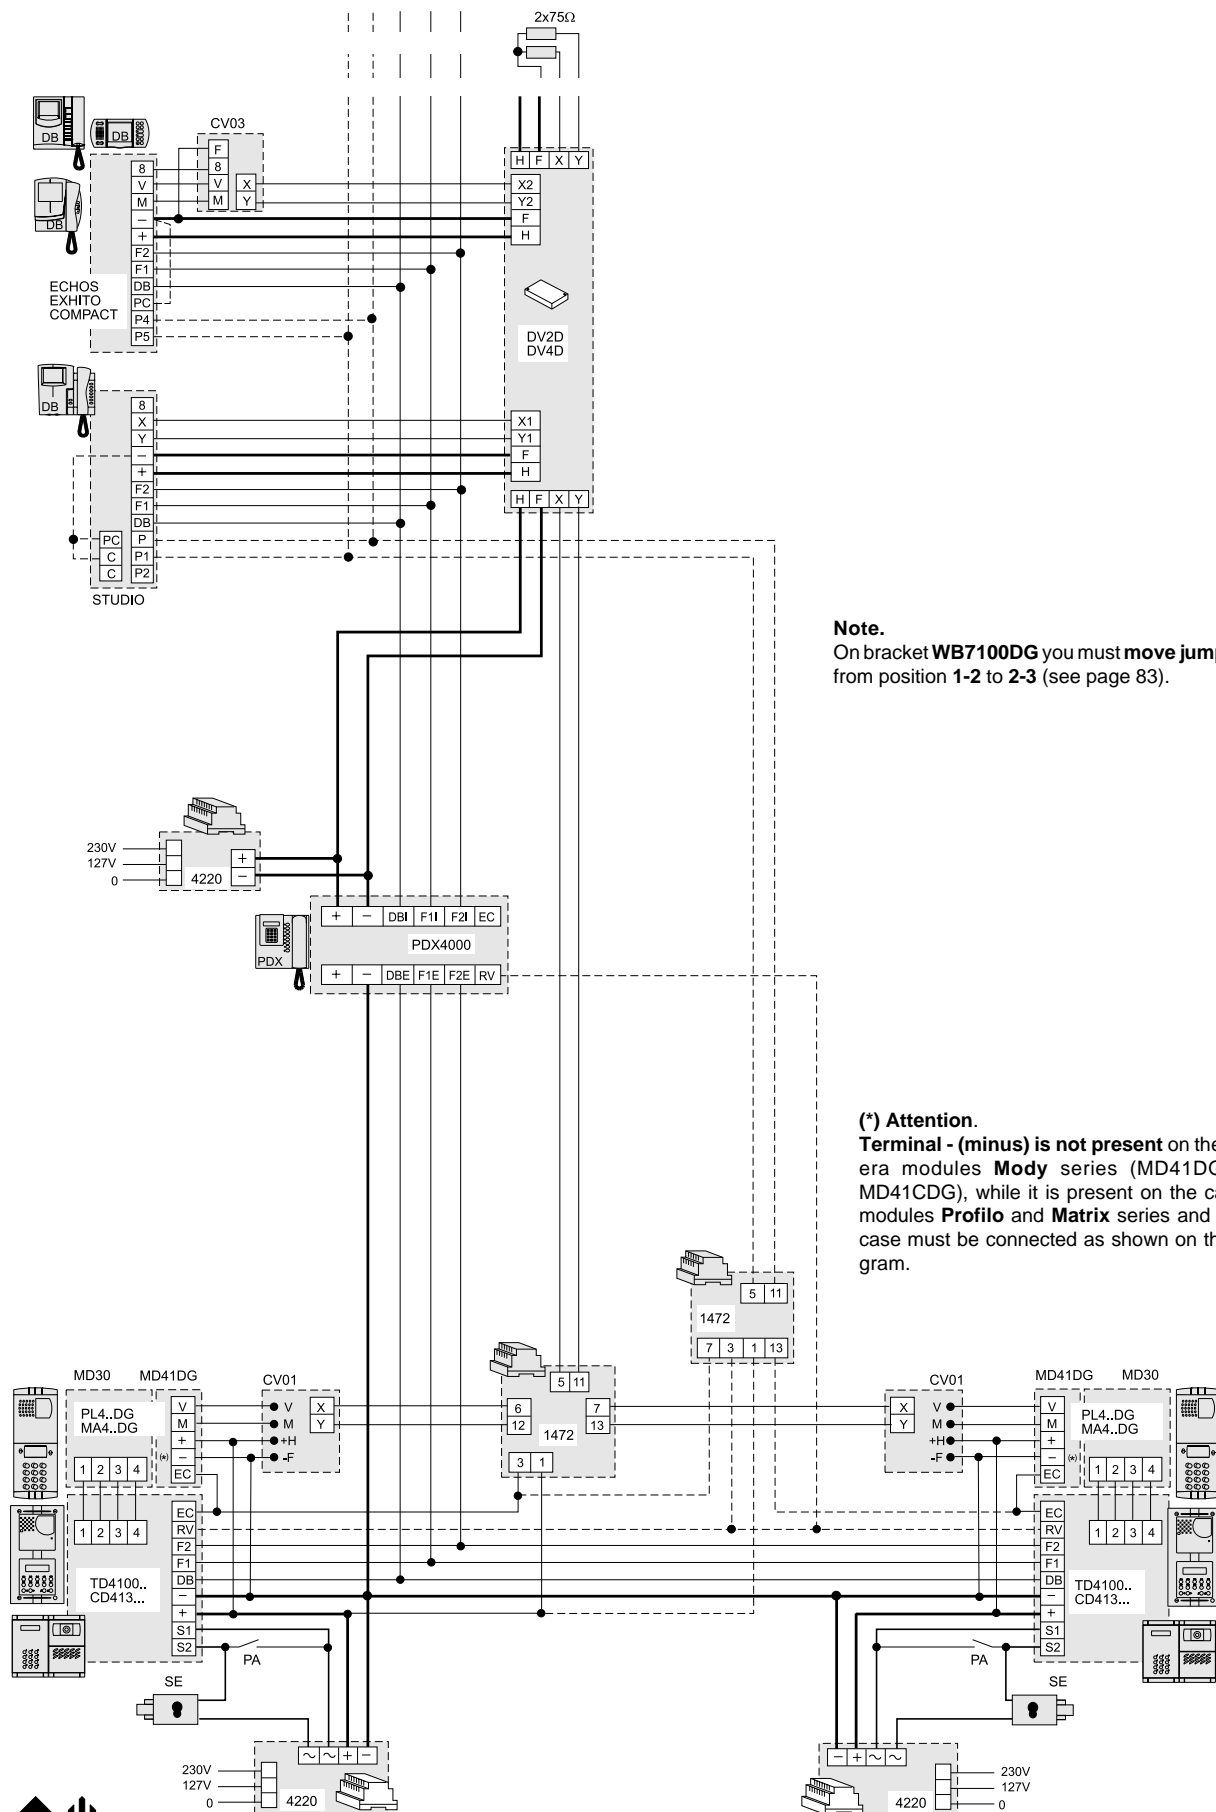 2x75Ω
DB
DB
CV03
F
8
V
M
X
Y
H F X Y
X2
Y2
F
H
DB
8
V
M
–
+
F2
F1
DB
PC
P4
P5
ECHOS
EXHITO
COMPACT
DV2D
DV4D
DB
8
X
Y
–
+
F2
F1
DB
P
P1
P2
PC
C
C
STUDIO
X1
Y1
F
H
H F X Y
Note.
On bracket WB7100DG you must move jump
from position 1-2 to 2-3 (see page 83).
230V
127V
0
4220
+
–
PDX
+ – DBI F1I F2I EC
PDX4000
+ – DBE F1E F2E RV
(*) Attention.
Terminal - (minus) is not present on the
era modules Mody series (MD41DG
MD41CDG), while it is present on the ca
modules Profilo and Matrix series and
case must be connected as shown on th
gram.
5 11
1472
7 3 1 13
MD30
MD41DG
CV01
PL4..DG
MA4..DG
V
M
+
–
EC
(*)
V
M
+H
-F
X
Y
1 2 3 4
5 11
6
12
7
13
1472
3 1
CV01
MD41DG
MD30
X
Y
V
M
+H
-F
V
M
+
–
EC
(*)
PL4..DG
MA4..DG
1 2 3 4
1 2 3 4
TD4100..
CD413...
EC
RV
F2
F1
DB
–
+
S1
S2
EC
RV
F2
F1
DB
–
+
S1
S2
1 2 3 4
TD4100..
CD413...
PA
SE
PA
SE
~ ~ + –
230V
127V
0
4220
– + ~ ~
4220
230V
127V
0